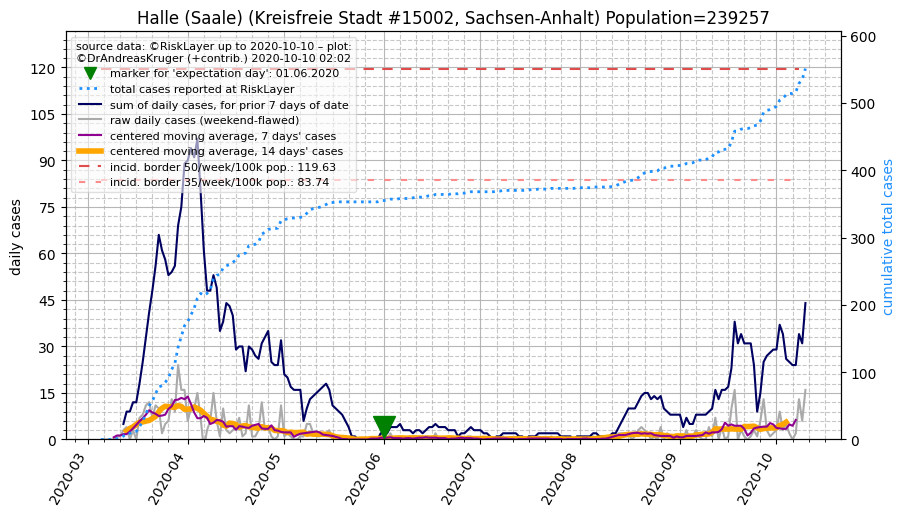 Halle (Saale) (Kreisfreie Stadt #15002, Sachsen-Anhalt) Population=239257
source data: ©RiskLayer up to 2020-10-10 – plot:
©DrAndreasKruger (+contrib.) 2020-10-10 02:02
marker for 'expectation day': 01.06.2020
total cases reported at RiskLayer
sum of daily cases, for prior 7 days of date
raw daily cases (weekend-flawed)
centered moving average, 7 days' cases
centered moving average, 14 days' cases
incid. border 50/week/100k pop.: 119.63
incid. border 35/week/100k pop.: 83.74
daily cases
120
105
90
75
60
45
30
15
0
cumulative total cases
600
500
400
300
200
100
0
2020-03
2020-04
2020-05
2020-06
2020-07
2020-08
2020-09
2020-10